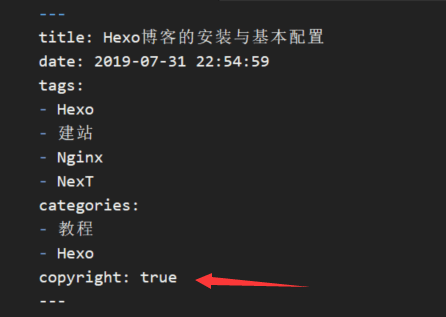 ---
title: Hexo博客的安装与基本配置
date: 2019-07-31 22:54:59
tags:
- Hexo
- 建站
- Nginx
- NexT
categories:
- 教程
- Hexo
copyright: true
---